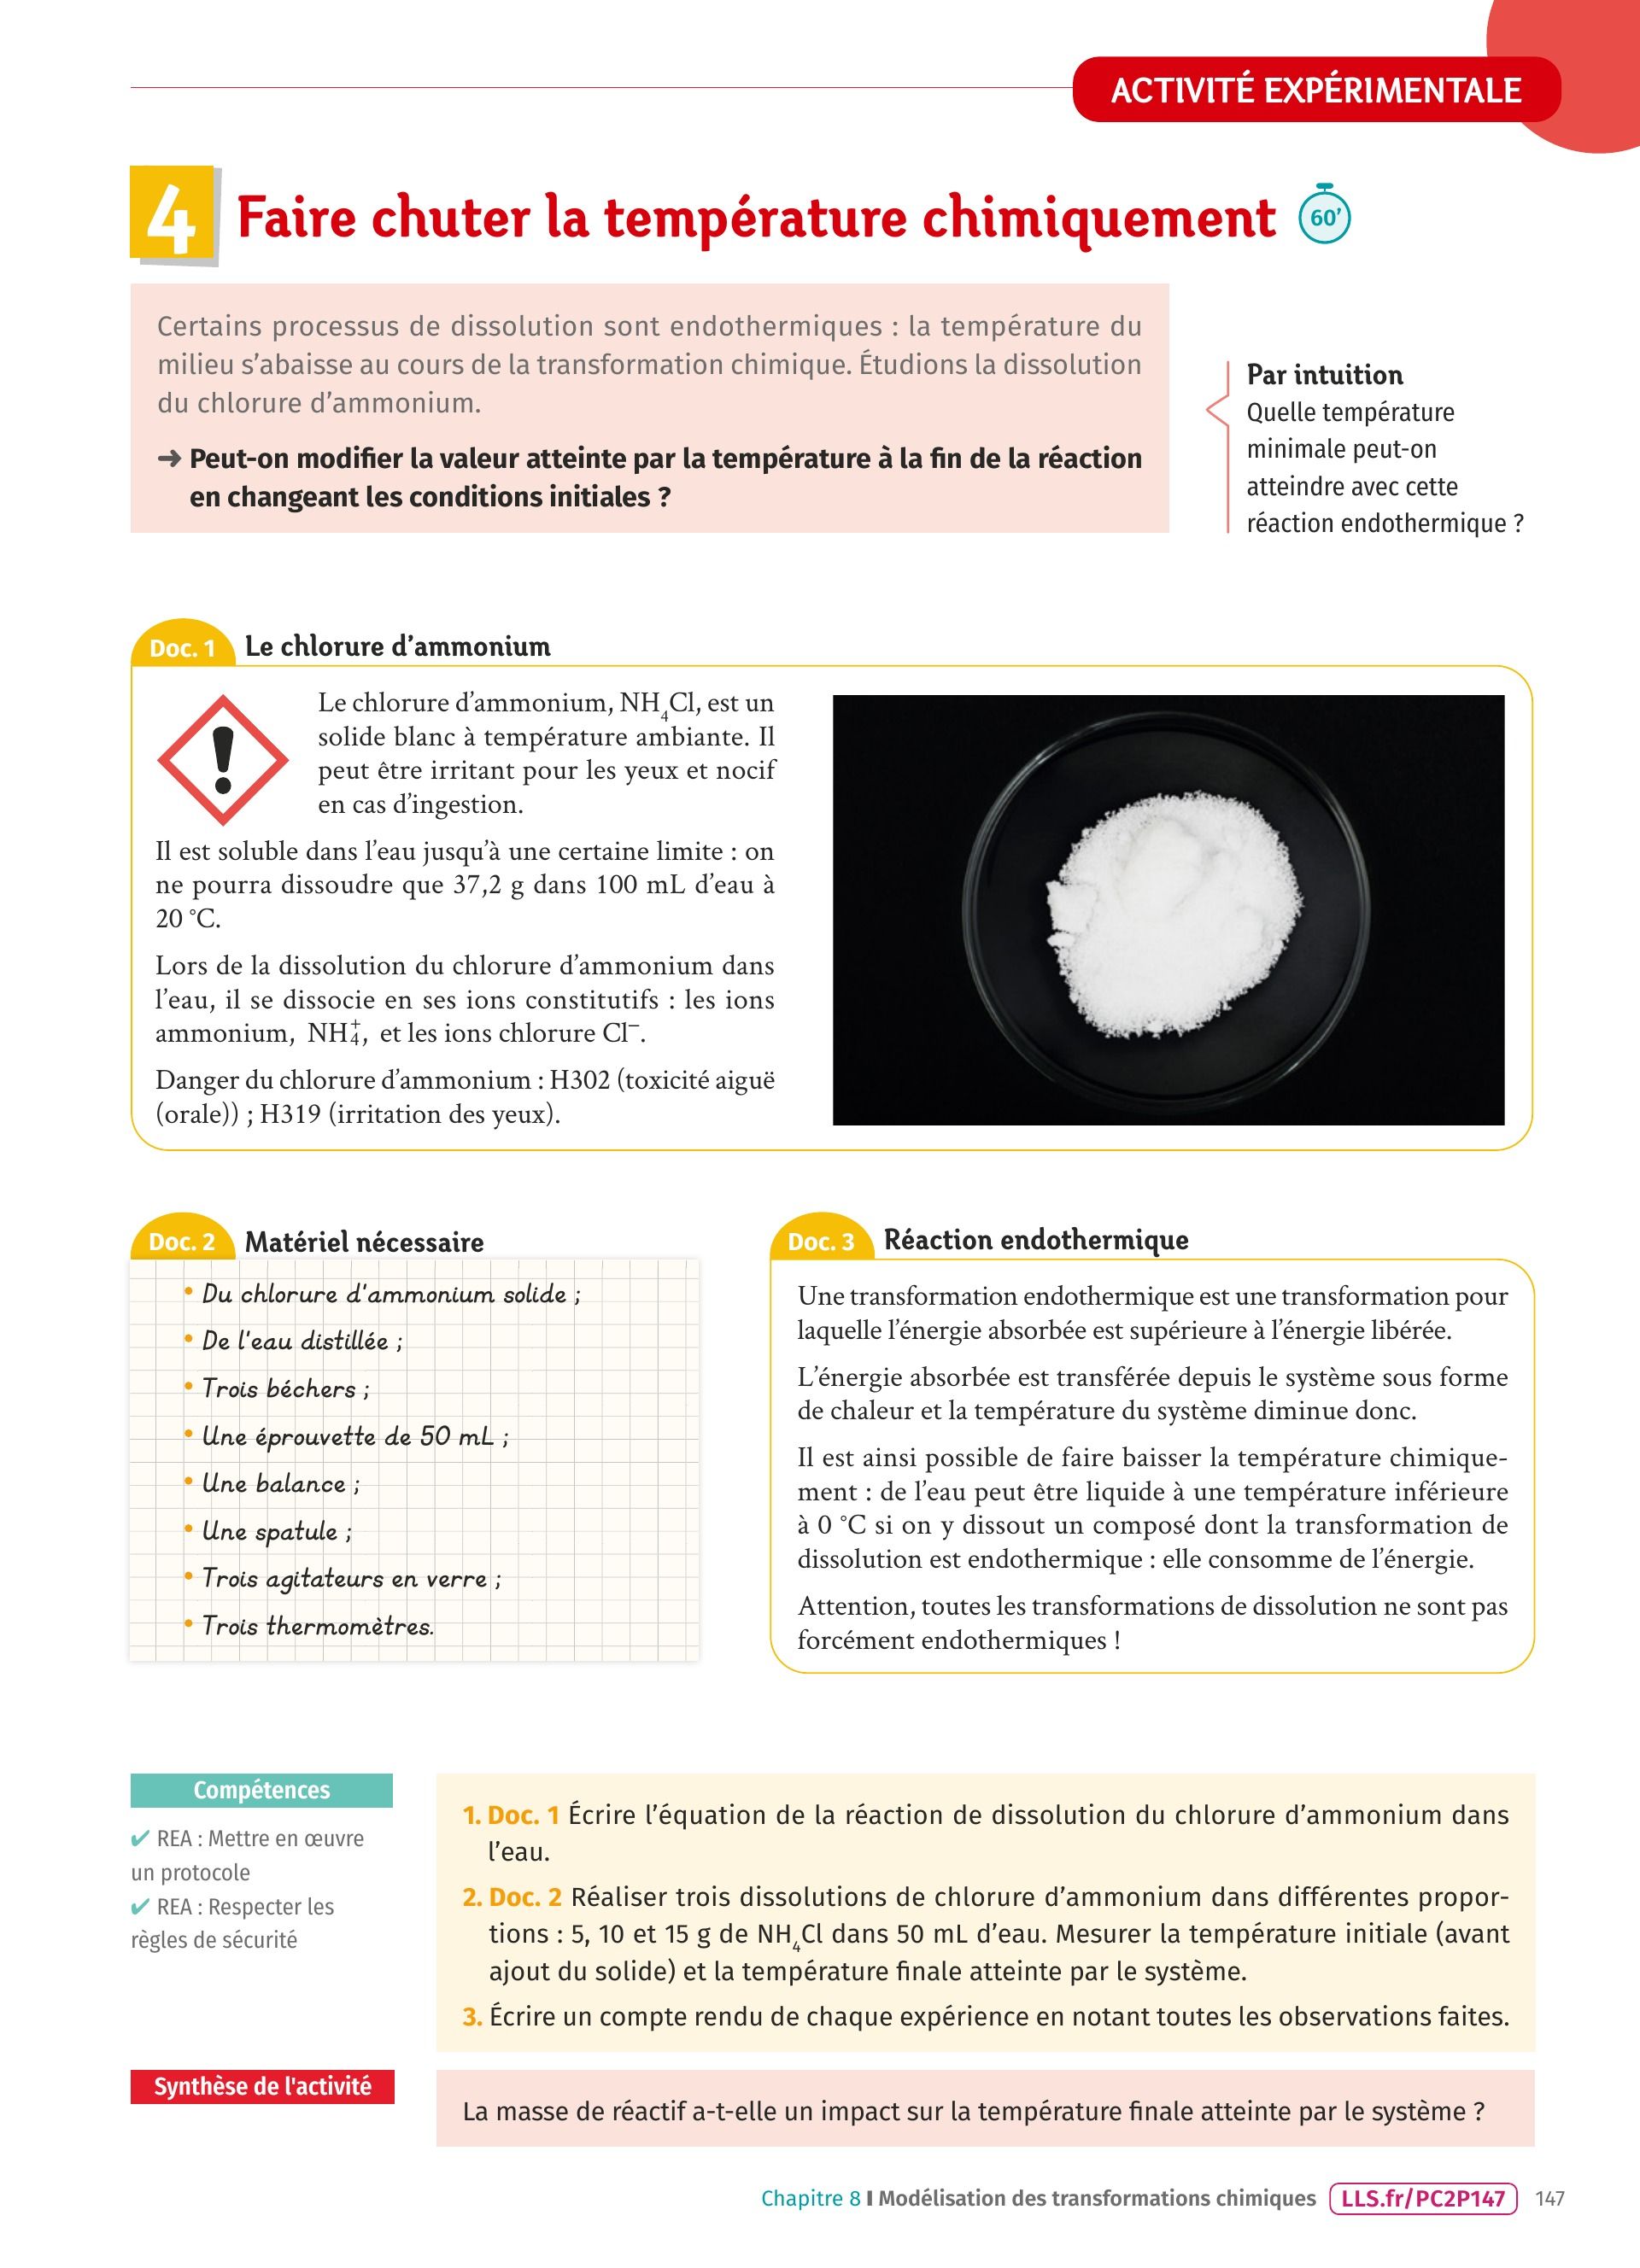 ACTIVITÉ EXPÉRIMENTALE
4 Faire chuter la température chimiquement 60’
Certains processus de dissolution sont endothermiques : la température du
milieu s’abaisse au cours de la transformation chimique. Étudions la dissolution
du chlorure d’ammonium.
➜ Peut-on modifier la valeur atteinte par la température à la fin de la réaction
en changeant les conditions initiales ?
Par intuition
Quelle température
minimale peut-on
atteindre avec cette
réaction endothermique ?
Doc. 1 Le chlorure d’ammonium
Le chlorure d’ammonium, NH₄Cl, est un
solide blanc à température ambiante. Il
peut être irritant pour les yeux et nocif
en cas d’ingestion.
Il est soluble dans l’eau jusqu’à une certaine limite : on
ne pourra dissoudre que 37,2 g dans 100 mL d’eau à
20 °C.
Lors de la dissolution du chlorure d’ammonium dans
l’eau, il se dissocie en ses ions constitutifs : les ions
ammonium, NH₄⁺, et les ions chlorure Cl⁻.
Danger du chlorure d’ammonium : H302 (toxicité aiguë
(orale)) ; H319 (irritation des yeux).
Doc. 2 Matériel nécessaire
• Du chlorure d'ammonium solide ;
• De l'eau distillée ;
• Trois béchers ;
• Une éprouvette de 50 mL ;
• Une balance ;
• Une spatule ;
• Trois agitateurs en verre ;
• Trois thermomètres.
Doc. 3 Réaction endothermique
Une transformation endothermique est une transformation pour
laquelle l’énergie absorbée est supérieure à l’énergie libérée.
L’énergie absorbée est transférée depuis le système sous forme
de chaleur et la température du système diminue donc.
Il est ainsi possible de faire baisser la température chimique-
ment : de l’eau peut être liquide à une température inférieure
à 0 °C si on y dissout un composé dont la transformation de
dissolution est endothermique : elle consomme de l’énergie.
Attention, toutes les transformations de dissolution ne sont pas
forcément endothermiques !
Compétences
✔ REA : Mettre en œuvre
un protocole
✔ REA : Respecter les
règles de sécurité
1. Doc. 1 Écrire l’équation de la réaction de dissolution du chlorure d’ammonium dans
l’eau.
2. Doc. 2 Réaliser trois dissolutions de chlorure d’ammonium dans différentes propor-
tions : 5, 10 et 15 g de NH₄Cl dans 50 mL d’eau. Mesurer la température initiale (avant
ajout du solide) et la température finale atteinte par le système.
3. Écrire un compte rendu de chaque expérience en notant toutes les observations faites.
Synthèse de l'activité
La masse de réactif a-t-elle un impact sur la température finale atteinte par le système ?
Chapitre 8 I Modélisation des transformations chimiques LLS.fr/PC2P147 147